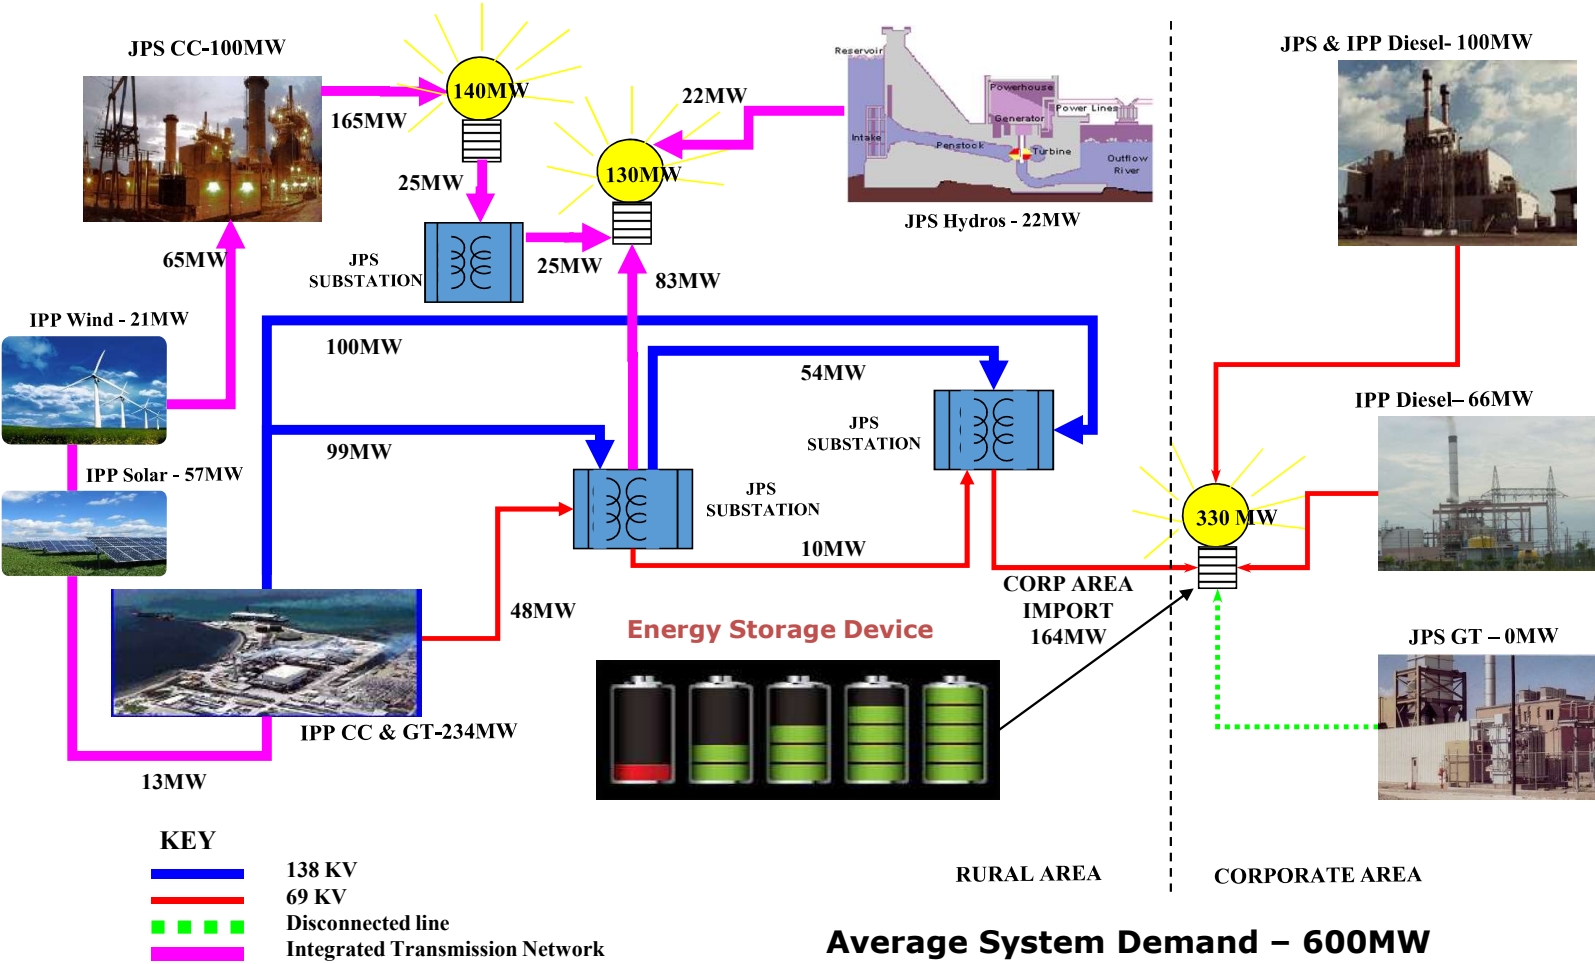 JPS CC-100MW
JPS & IPP Diesel- 100MW
Reservoir
140MW
22MW
Powerhouse
165MW
Power Lines
Generator
Intake
Penstock
Turbine
Outflow
River
25MW
130MW
JPS Hydros - 22MW
65MW
JPS
SUBSTATION
25MW
83MW
IPP Wind - 21MW
100MW
54MW
IPP Diesel– 66MW
JPS
SUBSTATION
99MW
IPP Solar - 57MW
JPS
SUBSTATION
330 MW
10MW
CORP AREA
IMPORT
164MW
48MW
Energy Storage Device
JPS GT – 0MW
IPP CC & GT-234MW
13MW
KEY
138 KV
69 KV
Disconnected line
Integrated Transmission Network
RURAL AREA
CORPORATE AREA
Average System Demand – 600MW